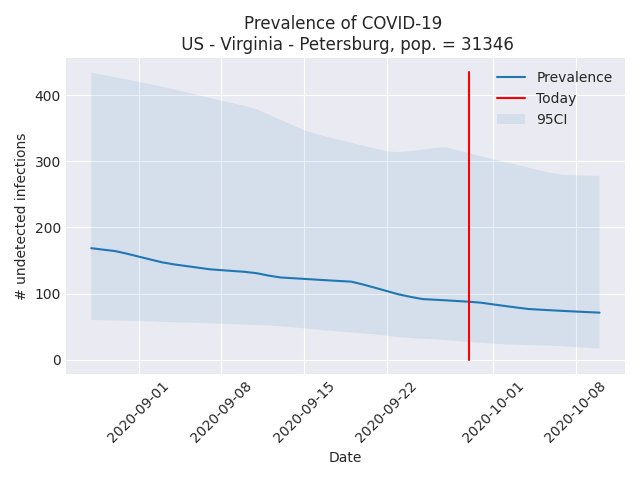 Prevalence of COVID-19
US - Virginia - Petersburg, pop. = 31346
Prevalence
Today
95CI
# undetected infections
400
300
200
100
0
2020-09-01
2020-09-08
2020-09-15
2020-09-22
2020-10-01
2020-10-08
Date